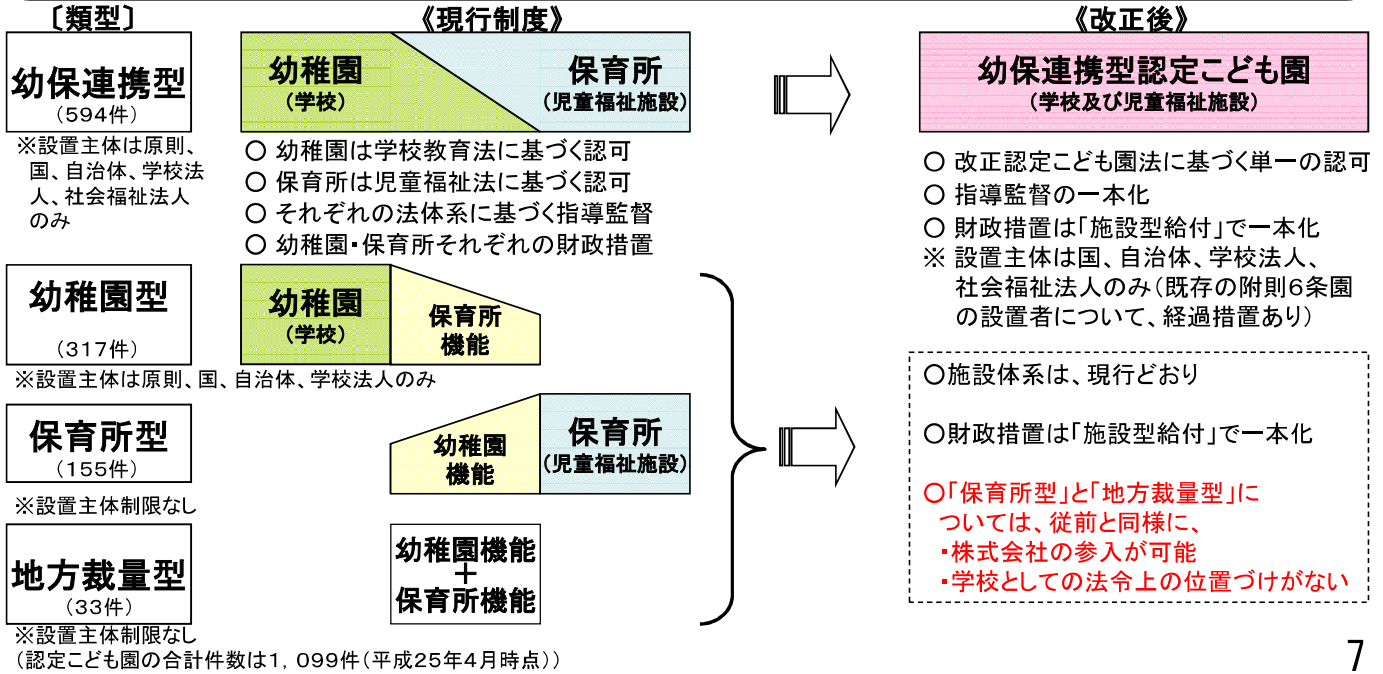 〔類型〕
《現行制度》
《改正後》
幼保連携型
(594件)
※設置主体は原則、
国、自治体、学校法
人、社会福祉法人
のみ
幼稚園
(学校)
保育所
(児童福祉施設)
○ 幼稚園は学校教育法に基づく認可
○ 保育所は児童福祉法に基づく認可
○ それぞれの法体系に基づく指導監督
○ 幼稚園・保育所それぞれの財政措置
幼保連携型認定こども園
(学校及び児童福祉施設)
○ 改正認定こども園法に基づく単一の認可
○ 指導監督の一本化
○ 財政措置は「施設型給付」で一本化
※ 設置主体は国、自治体、学校法人、
社会福祉法人のみ(既存の附則6条園
の設置者について、経過措置あり)
幼稚園型
(317件)
※設置主体は原則、国、自治体、学校法人のみ
幼稚園
(学校)
保育所
機能
保育所型
(155件)
※設置主体制限なし
幼稚園
機能
保育所
(児童福祉施設)
地方裁量型
(33件)
※設置主体制限なし
幼稚園機能
+
保育所機能
○施設体系は、現行どおり
○財政措置は「施設型給付」で一本化
○「保育所型」と「地方裁量型」に
ついては、従前と同様に、
・株式会社の参入が可能
・学校としての法令上の位置づけがない
(認定こども園の合計件数は1,099件(平成25年4月時点))
7